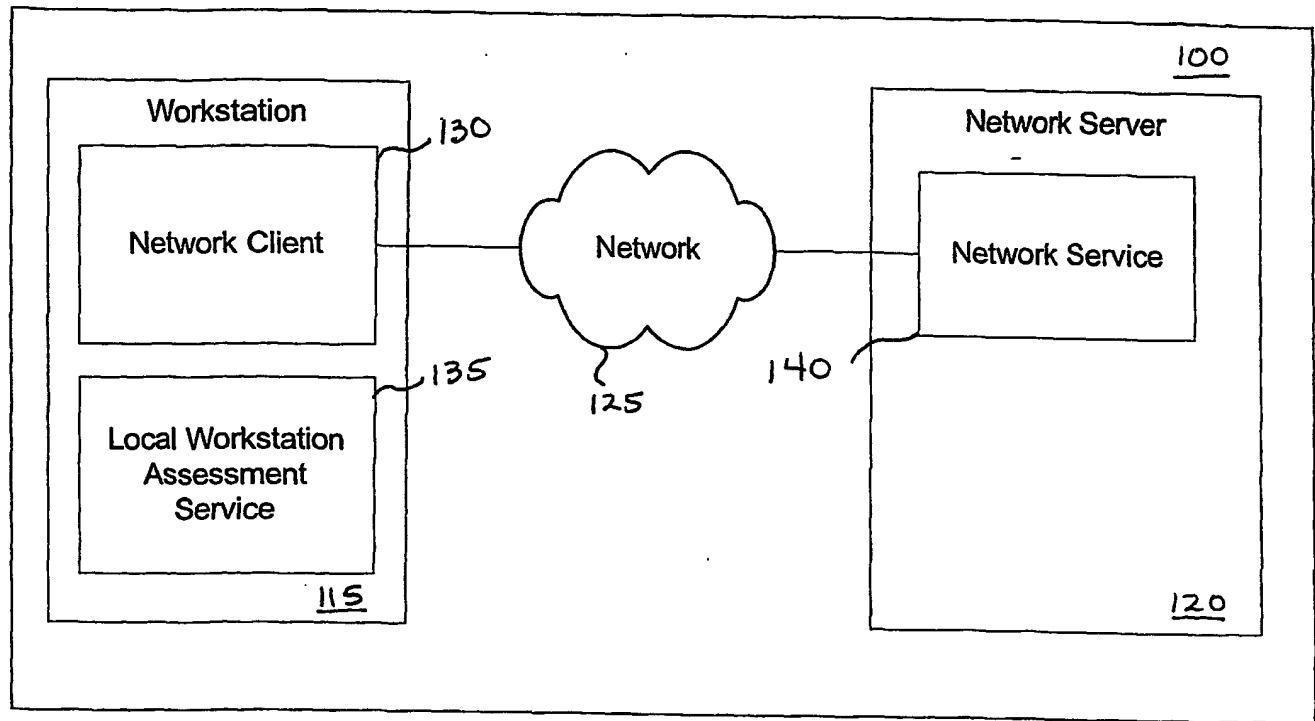 100
Workstation
130
Network Client
135
Local Workstation
Assessment
Service
115
Network
125
Network Server
Network Service
140
120